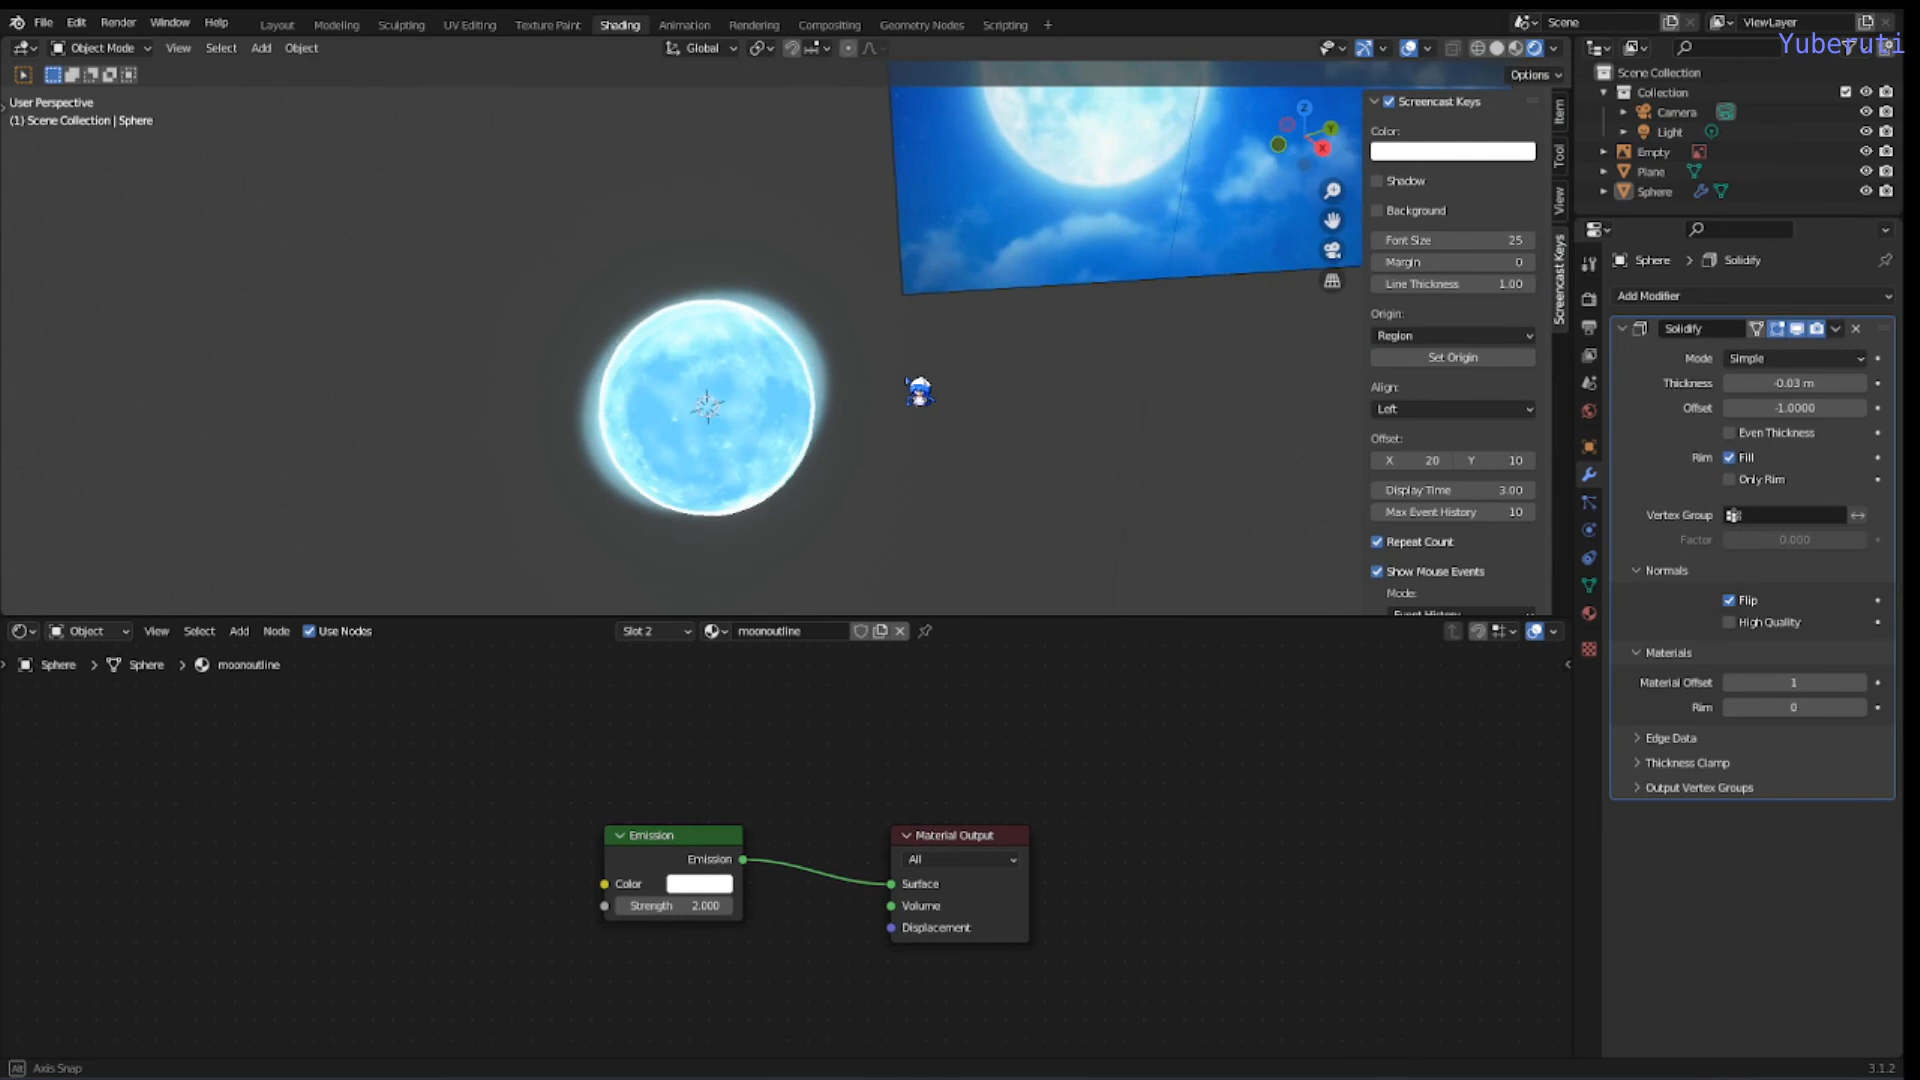 File Edit Render Window Help
Layout Modeling Sculpting UV Editing Texture Paint Shading Animation Rendering Compositing Geometry Nodes Scripting +
Scene
ViewLayer
Yuberuti
Object Mode View Select Add Object
Global
Options
User Perspective
(1) Scene Collection | Sphere
Z
Y
X
Screencast Keys
Color:
Shadow
Background
Font Size 25
Margin 0
Line Thickness 1.00
Origin:
Region
Set Origin
Align:
Left
Offset:
X 20 Y 10
Display Time 3.00
Max Event History 10
Repeat Count
Show Mouse Events
Mode:
Event History
Item
Tool
View
Screencast Keys
Scene Collection
Collection
Camera
Light
Empty
Plane
Sphere
Sphere > Solidify
Add Modifier
Solidify
Mode Simple
Thickness -0.03 m
Offset -1.0000
Even Thickness
Rim Fill
Only Rim
Vertex Group
Factor 0.000
Normals
Flip
High Quality
Materials
Material Offset 1
Rim 0
Edge Data
Thickness Clamp
Output Vertex Groups
Object View Select Add Node Use Nodes
Slot 2
moonoutline
Sphere > Sphere > moonoutline
Emission
Emission
Color
Strength 2.000
Material Output
All
Surface
Volume
Displacement
Alt Axis Snap
3.1.2